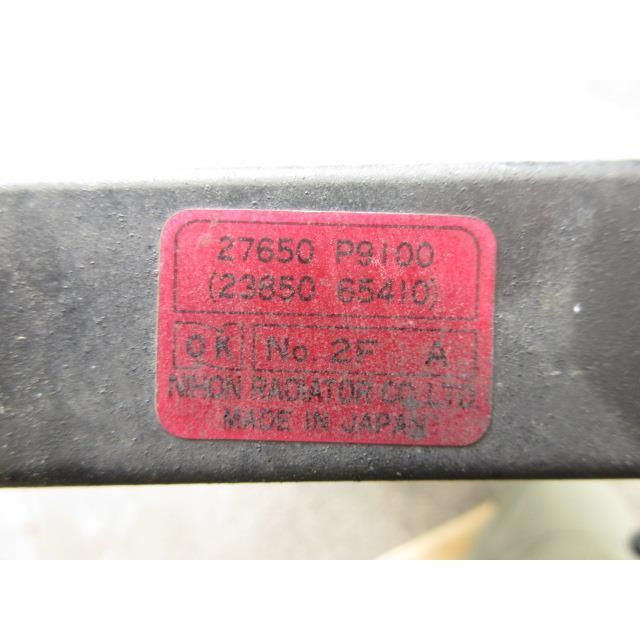 27650 P9100
(23850 65410)
OK No. 2F A
NIHON RADIATOR CO., LTD.
MADE IN JAPAN